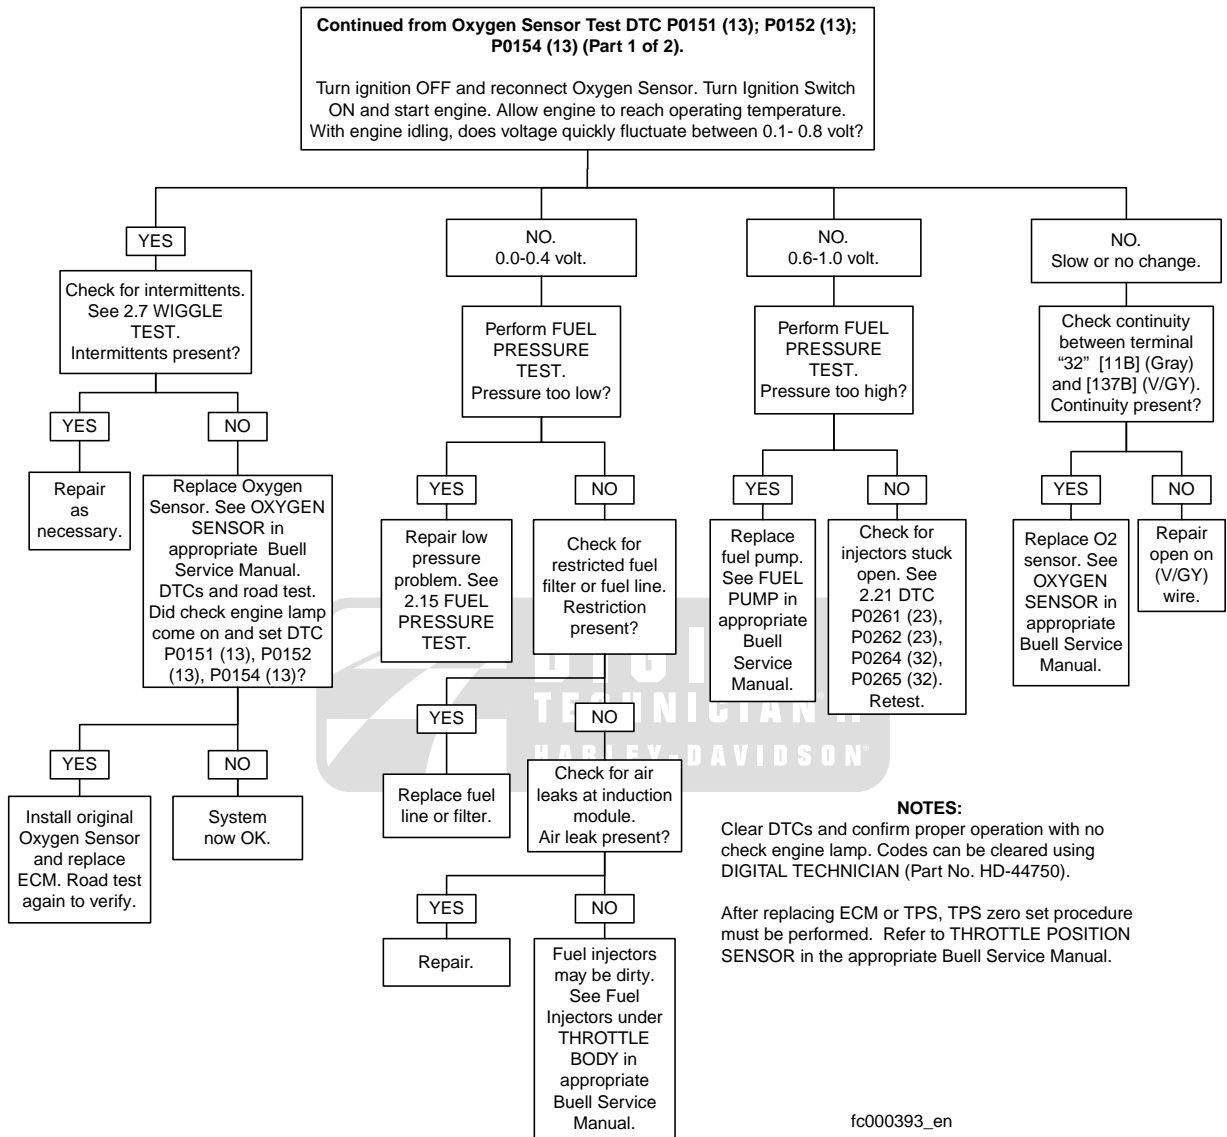 Continued from Oxygen Sensor Test DTC P0151 (13); P0152 (13);
P0154 (13) (Part 1 of 2).
Turn ignition OFF and reconnect Oxygen Sensor. Turn Ignition Switch
ON and start engine. Allow engine to reach operating temperature.
With engine idling, does voltage quickly fluctuate between 0.1- 0.8 volt?
YES
Check for intermittents.
See 2.7 WIGGLE
TEST.
Intermittents present?
YES
Repair
as
necessary.
NO
Replace Oxygen
Sensor. See OXYGEN
SENSOR in
appropriate Buell
Service Manual.
DTCs and road test.
Did check engine lamp
come on and set DTC
P0151 (13), P0152
(13), P0154 (13)?
YES
Install original
Oxygen Sensor
and replace
ECM. Road test
again to verify.
NO
System
now OK.
NO.
0.0-0.4 volt.
Perform FUEL
PRESSURE
TEST.
Pressure too low?
YES
Repair low
pressure
problem. See
2.15 FUEL
PRESSURE
TEST.
NO
Check for
restricted fuel
filter or fuel line.
Restriction
present?
YES
Replace fuel
line or filter.
NO
Check for air
leaks at induction
module.
Air leak present?
YES
Repair.
NO
Fuel injectors
may be dirty.
See Fuel
Injectors under
THROTTLE
BODY in
appropriate
Buell Service
Manual.
NO.
0.6-1.0 volt.
Perform FUEL
PRESSURE
TEST.
Pressure too high?
YES
Replace
fuel pump.
See FUEL
PUMP in
appropriate
Buell
Service
Manual.
NO
Check for
injectors stuck
open. See
2.21 DTC
P0261 (23),
P0262 (23),
P0264 (32),
P0265 (32).
Retest.
NO.
Slow or no change.
Check continuity
between terminal
“32” [11B] (Gray)
and [137B] (V/GY).
Continuity present?
YES
Replace O2
sensor. See
OXYGEN
SENSOR in
appropriate
Buell Service
Manual.
NO
Repair
open on
(V/GY)
wire.
HARLEY-DAVIDSON®
NOTES:
Clear DTCs and confirm proper operation with no
check engine lamp. Codes can be cleared using
DIGITAL TECHNICIAN (Part No. HD-44750).
After replacing ECM or TPS, TPS zero set procedure
must be performed. Refer to THROTTLE POSITION
SENSOR in the appropriate Buell Service Manual.
fc000393_en